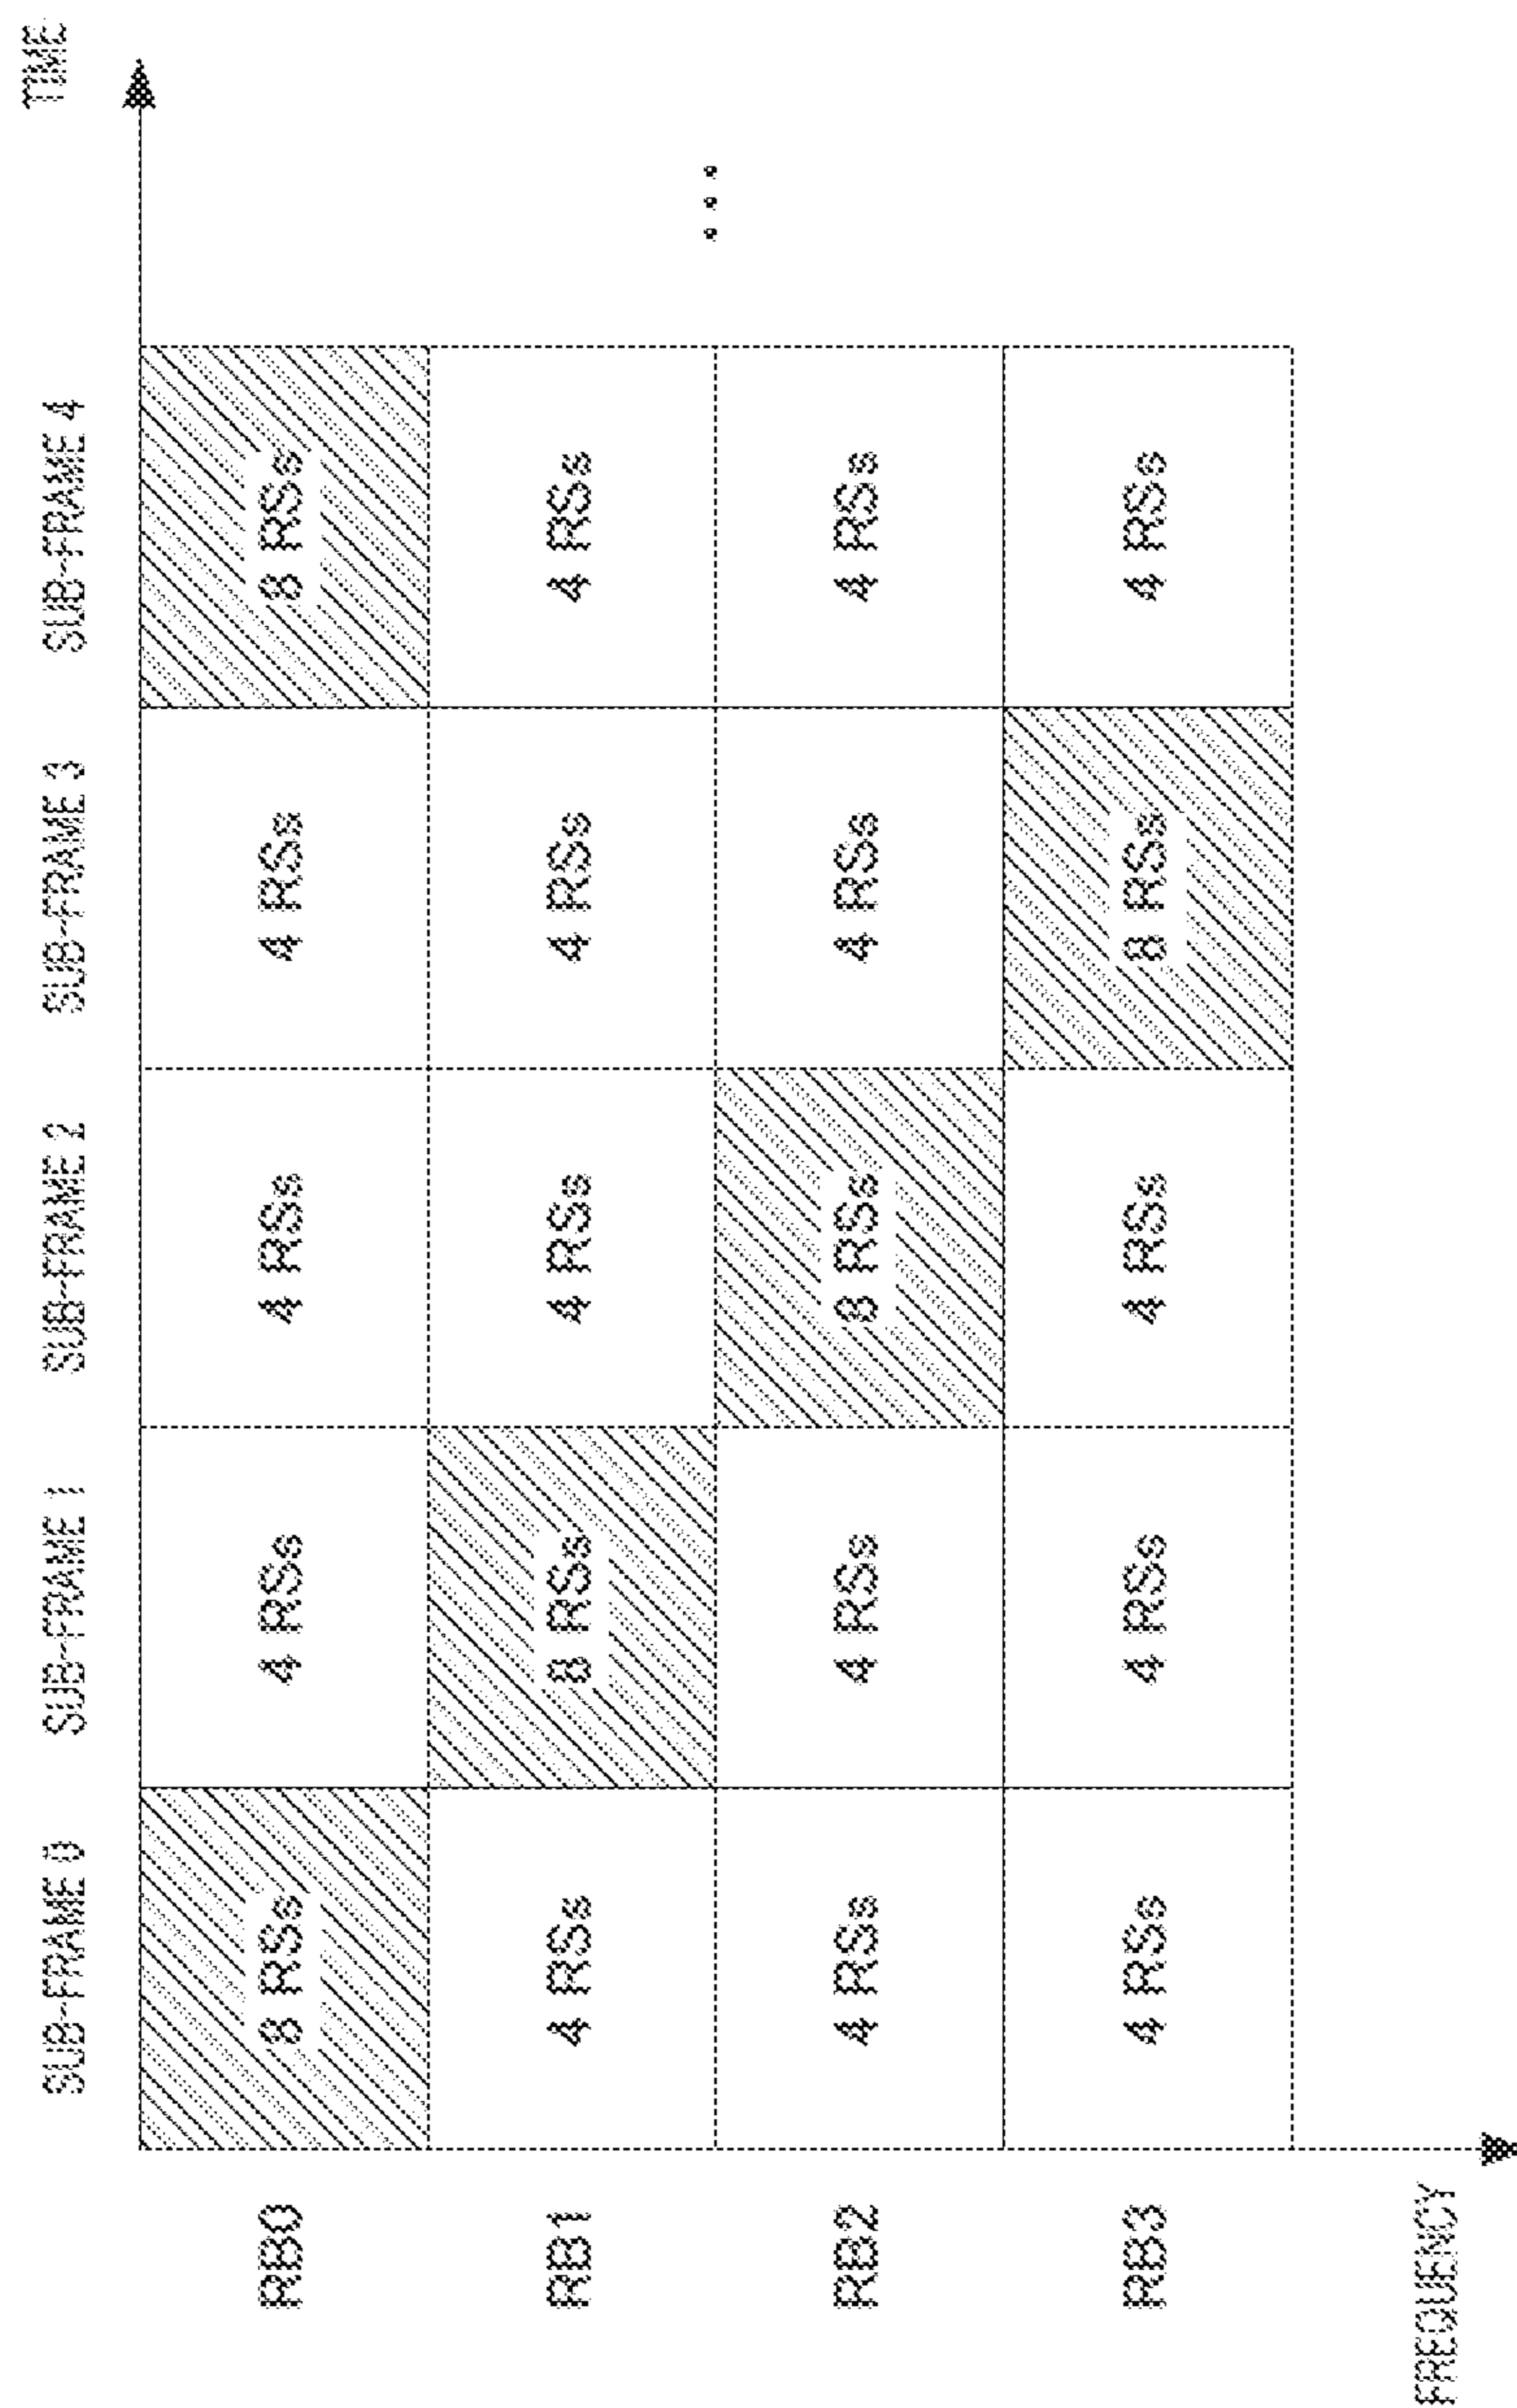 SUB-FRAME 0 SUB-FRAME 1 SUB-FRAME 2 SUB-FRAME 3 SUB-FRAME 4 TIME
RB0 8 RSs 4 RSs 4 RSs 4 RSs 8 RSs
RB1 4 RSs 8 RSs 4 RSs 4 RSs 4 RSs
RB2 4 RSs 4 RSs 8 RSs 4 RSs 4 RSs
RB3 4 RSs 4 RSs 4 RSs 8 RSs 4 RSs
FREQUENCY